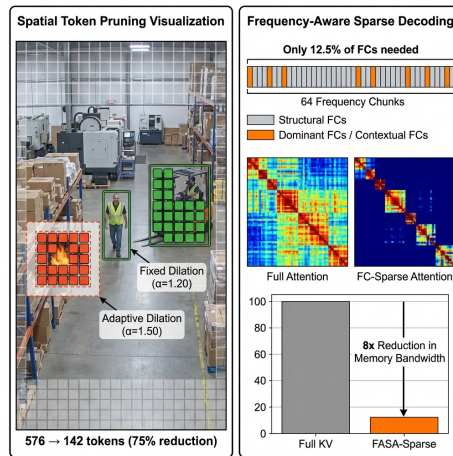 Spatial Token Pruning Visualization
Fixed Dilation
(α=1.20)
Adaptive Dilation
(α=1.50)
576 → 142 tokens (75% reduction)
Frequency-Aware Sparse Decoding
Only 12.5% of FCs needed
64 Frequency Chunks
Structural FCs
Dominant FCs / Contextual FCs
Full Attention
FC-Sparse Attention
100
80
60
40
20
0
8x Reduction in
Memory Bandwidth
Full KV
FASA-Sparse